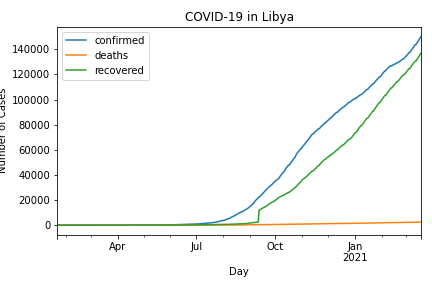 COVID-19 in Libya
confirmed
deaths
recovered
140000
120000
100000
80000
60000
40000
20000
0
Number of Cases
Apr
Jul
Oct
Jan
2021
Day